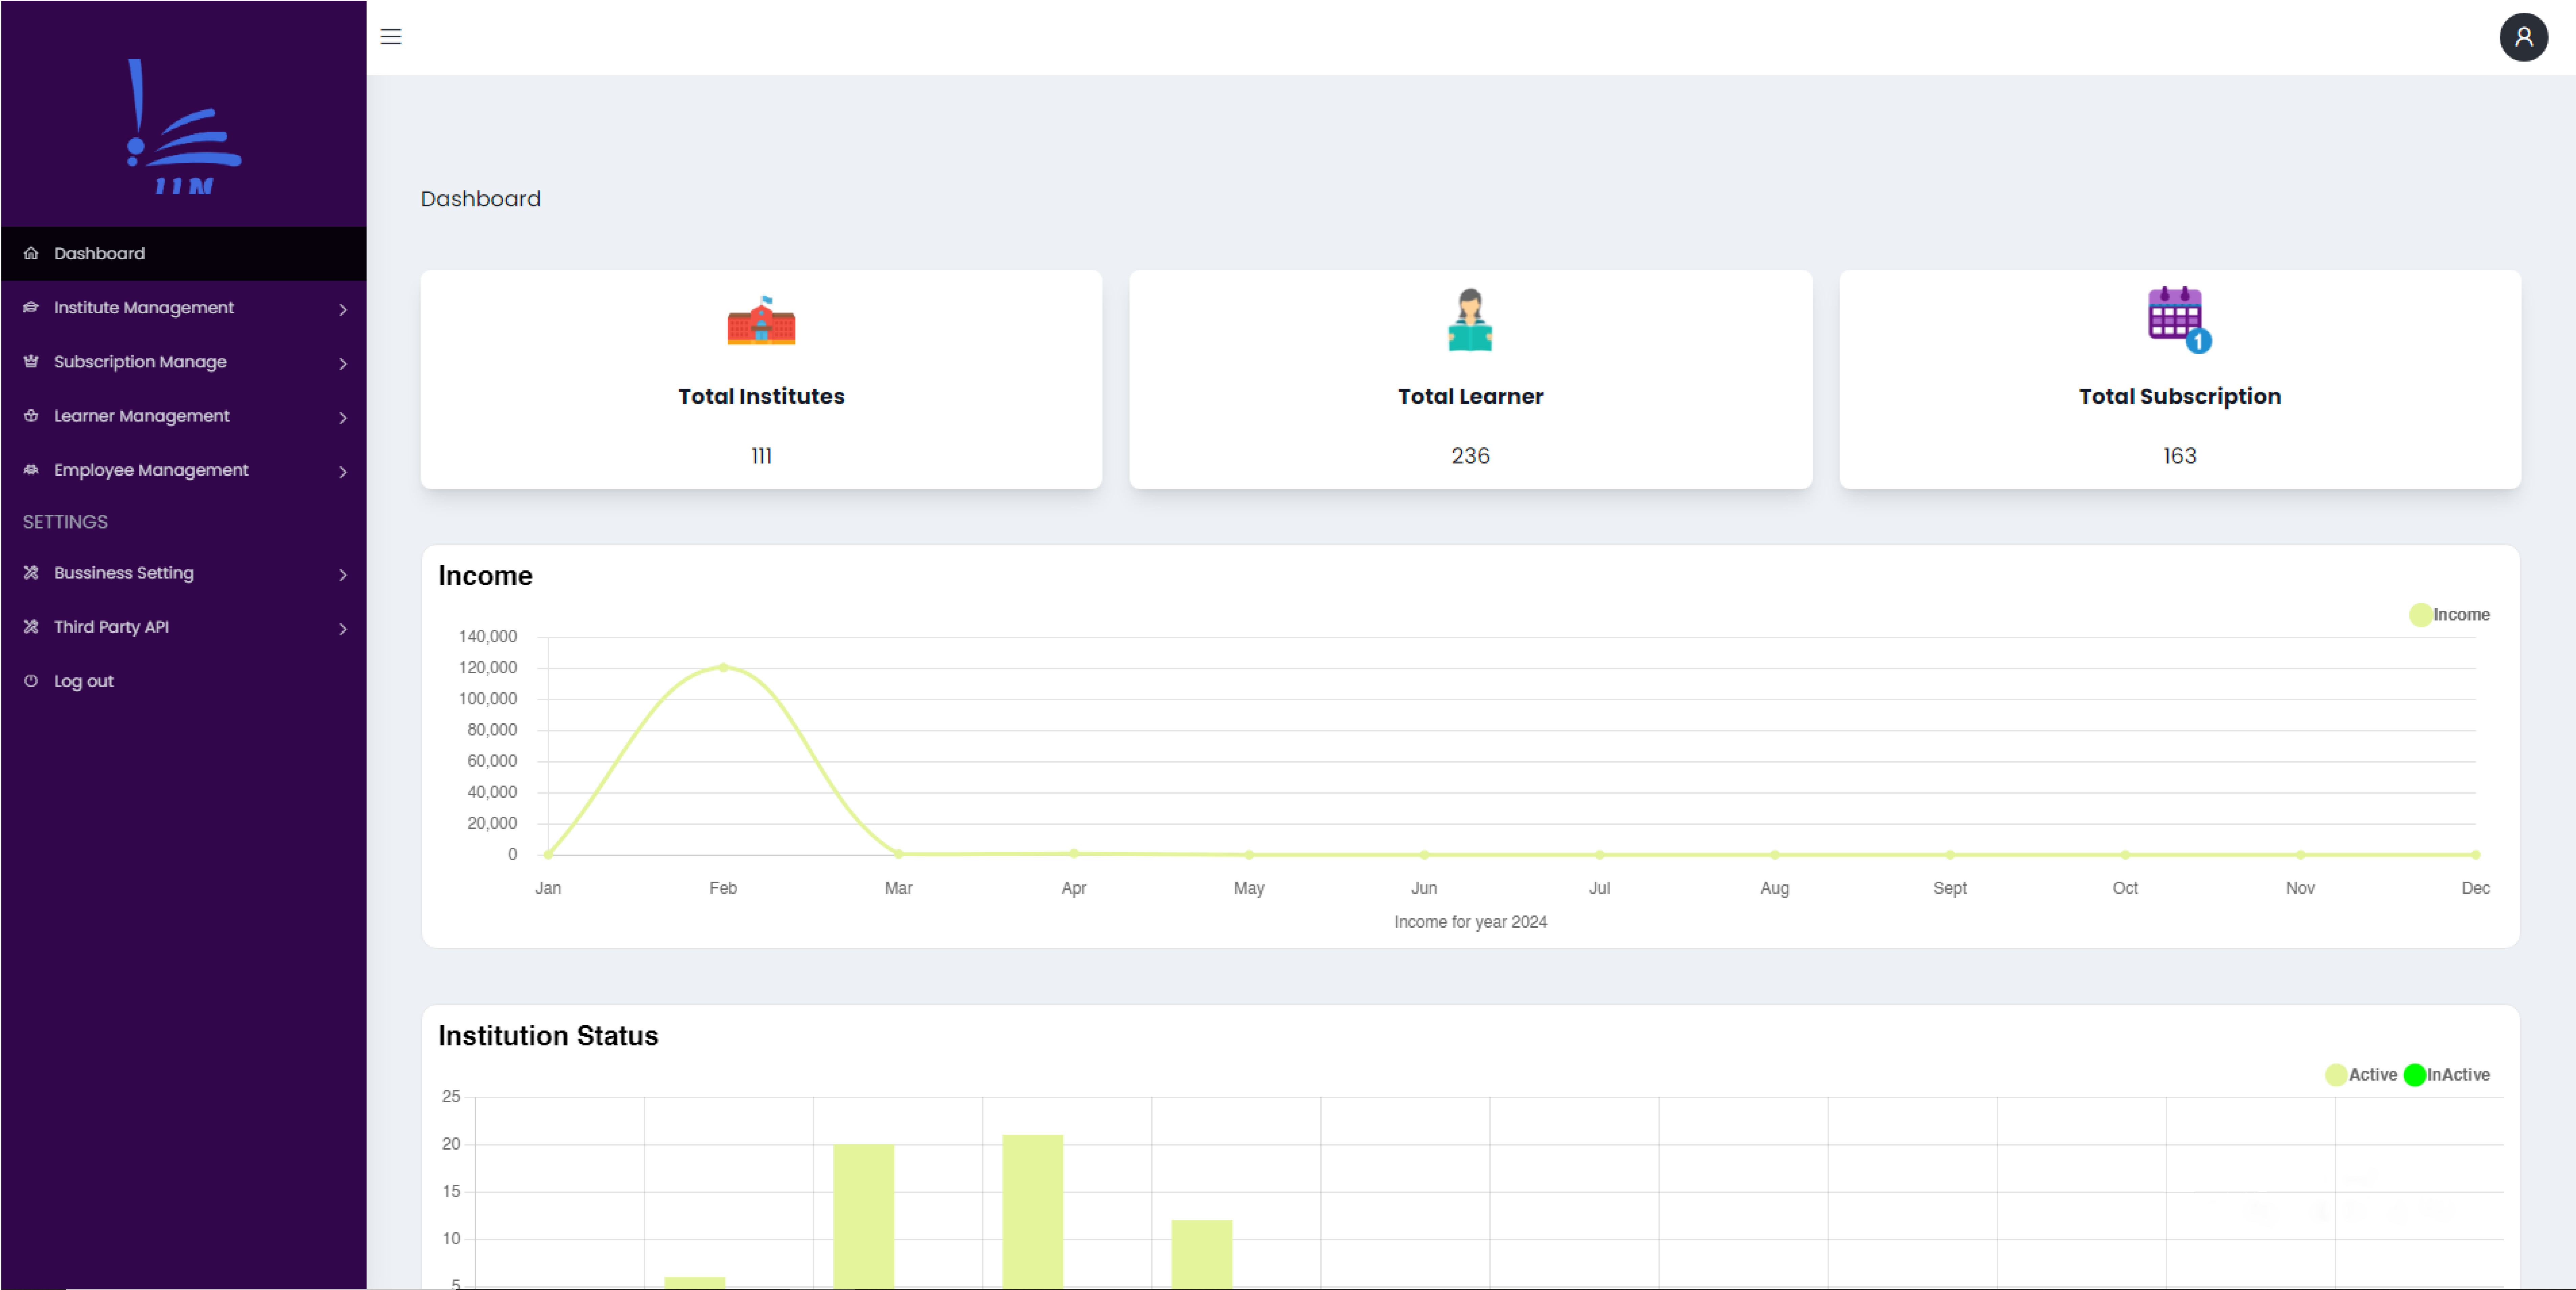 IIM
Dashboard
Institute Management
Subscription Manage
Learner Management
Employee Management
SETTINGS
Bussiness Setting
Third Party API
Log out
Dashboard
Total Institutes
111
Total Learner
236
1
Total Subscription
163
Income
Income
140,000
120,000
100,000
80,000
60,000
40,000
20,000
0
Jan Feb Mar Apr May Jun Jul Aug Sept Oct Nov Dec
Income for year 2024
Institution Status
Active InActive
25
20
15
10
5